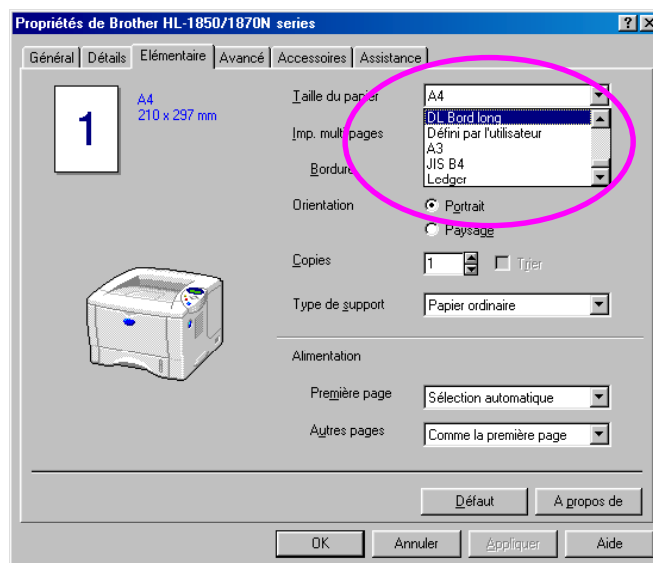 Propriétés de Brother HL-1850/1870N series
Général Détails Elémentaire Avancé Accessoires Assistance
1
A4
210 x 297 mm
Taille du papier A4
DL Bord long
Défini par l'utilisateur
A3
JIS B4
Ledger
Imp. multi pages
Bordure
Orientation Portrait
Paysage
Copies 1 Trier
Type de support Papier ordinaire
Alimentation
Première page Sélection automatique
Autres pages Comme la première page
Défaut A propos de
OK Annuler Appliquer Aide